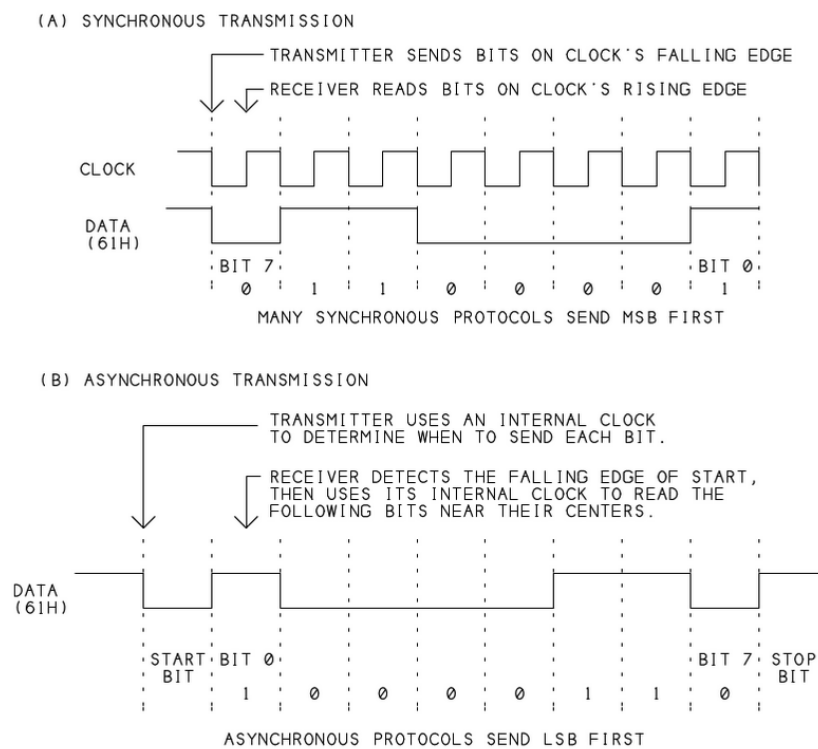 (A) SYNCHRONOUS TRANSMISSION
TRANSMITTER SENDS BITS ON CLOCK'S FALLING EDGE
RECEIVER READS BITS ON CLOCK'S RISING EDGE
CLOCK
DATA
(61H)
BIT 7 BIT 0
0 1 1 0 0 0 0 1
MANY SYNCHRONOUS PROTOCOLS SEND MSB FIRST
(B) ASYNCHRONOUS TRANSMISSION
TRANSMITTER USES AN INTERNAL CLOCK
TO DETERMINE WHEN TO SEND EACH BIT.
RECEIVER DETECTS THE FALLING EDGE OF START,
THEN USES ITS INTERNAL CLOCK TO READ THE
FOLLOWING BITS NEAR THEIR CENTERS.
DATA
(61H)
START BIT 0 BIT 7 STOP
BIT BIT
1 0 0 0 0 1 1 0
ASYNCHRONOUS PROTOCOLS SEND LSB FIRST